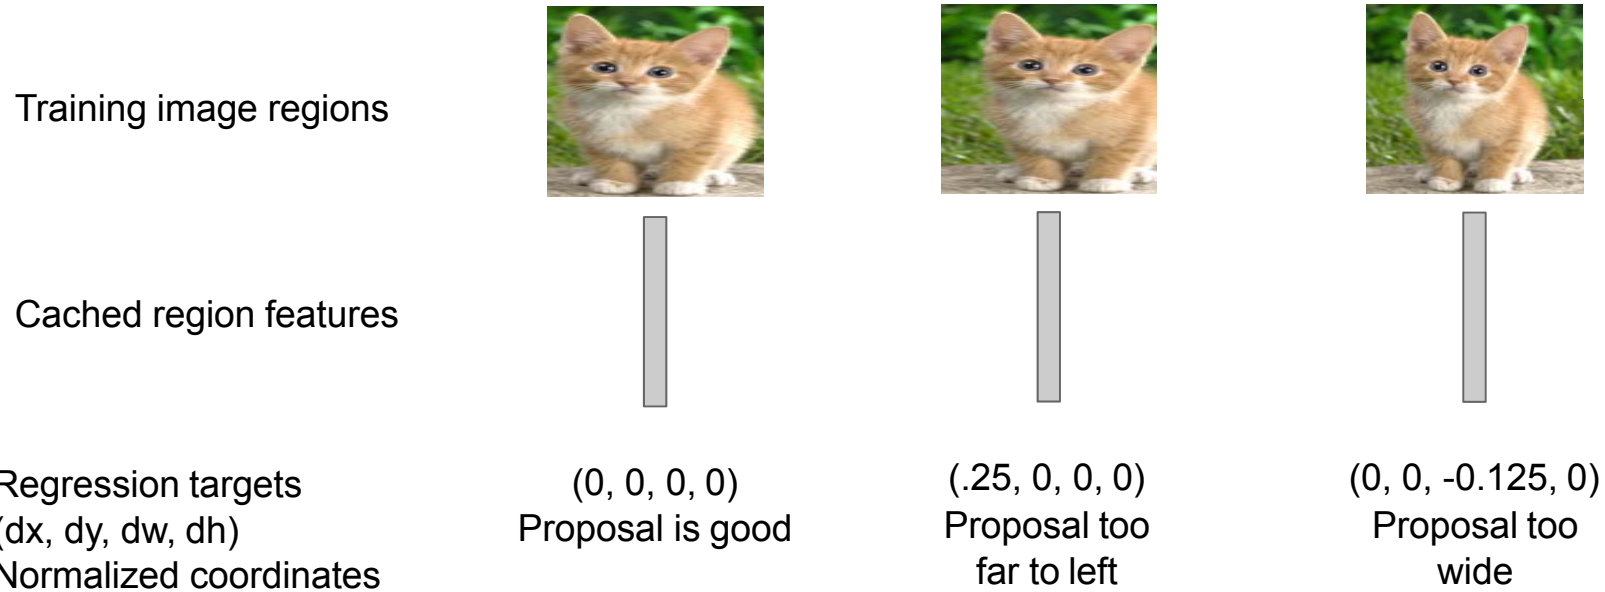 Training image regions
Cached region features
Regression targets
(dx, dy, dw, dh)
Normalized coordinates
(0, 0, 0, 0)
Proposal is good
(.25, 0, 0, 0)
Proposal too
far to left
(0, 0, -0.125, 0)
Proposal too
wide